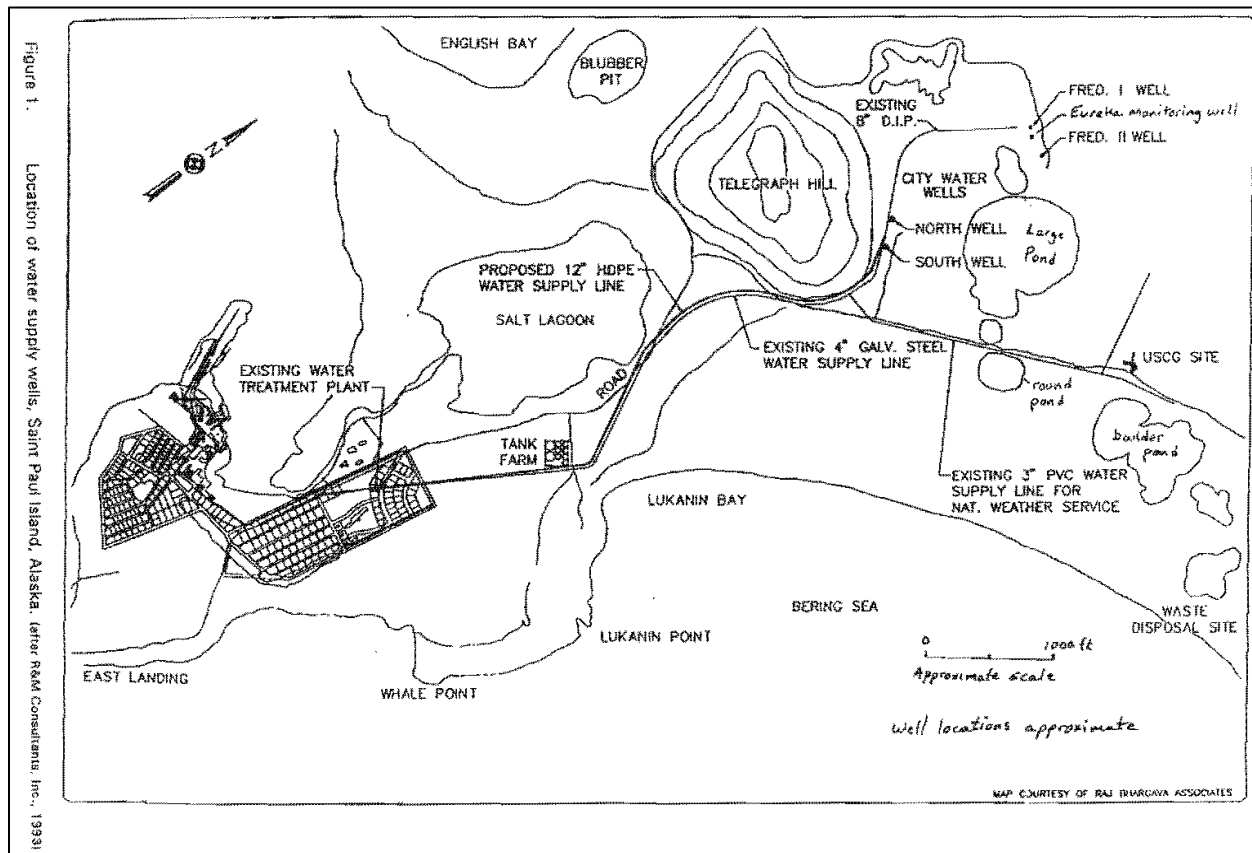 ENGLISH BAY
BLUBBER
PIT
EXISTING
8" D.I.P.
FRED. I WELL
Eureka monitoring well
FRED. II WELL
N
TELEGRAPH HILL
CITY WATER
WELLS
NORTH WELL
SOUTH WELL
Large
Pond
PROPOSED 12" HDPE
WATER SUPPLY LINE
SALT LAGOON
EXISTING 4" GALV. STEEL
WATER SUPPLY LINE
USCG SITE
EXISTING WATER
TREATMENT PLANT
ROAD
round
pond
TANK
FARM
boulder
pond
EXISTING 3" PVC WATER
SUPPLY LINE FOR
NAT. WEATHER SERVICE
LUKANIN BAY
BERING SEA
WASTE
DISPOSAL SITE
LUKANIN POINT
EAST LANDING
WHALE POINT
0 1000 ft
Approximate scale
Well locations approximate
MAP COURTESY OF RAJ BHARGAVA ASSOCIATES
Figure 1. Location of water supply wells, Saint Paul Island, Alaska. (after R&M Consultants, Inc., 1993)